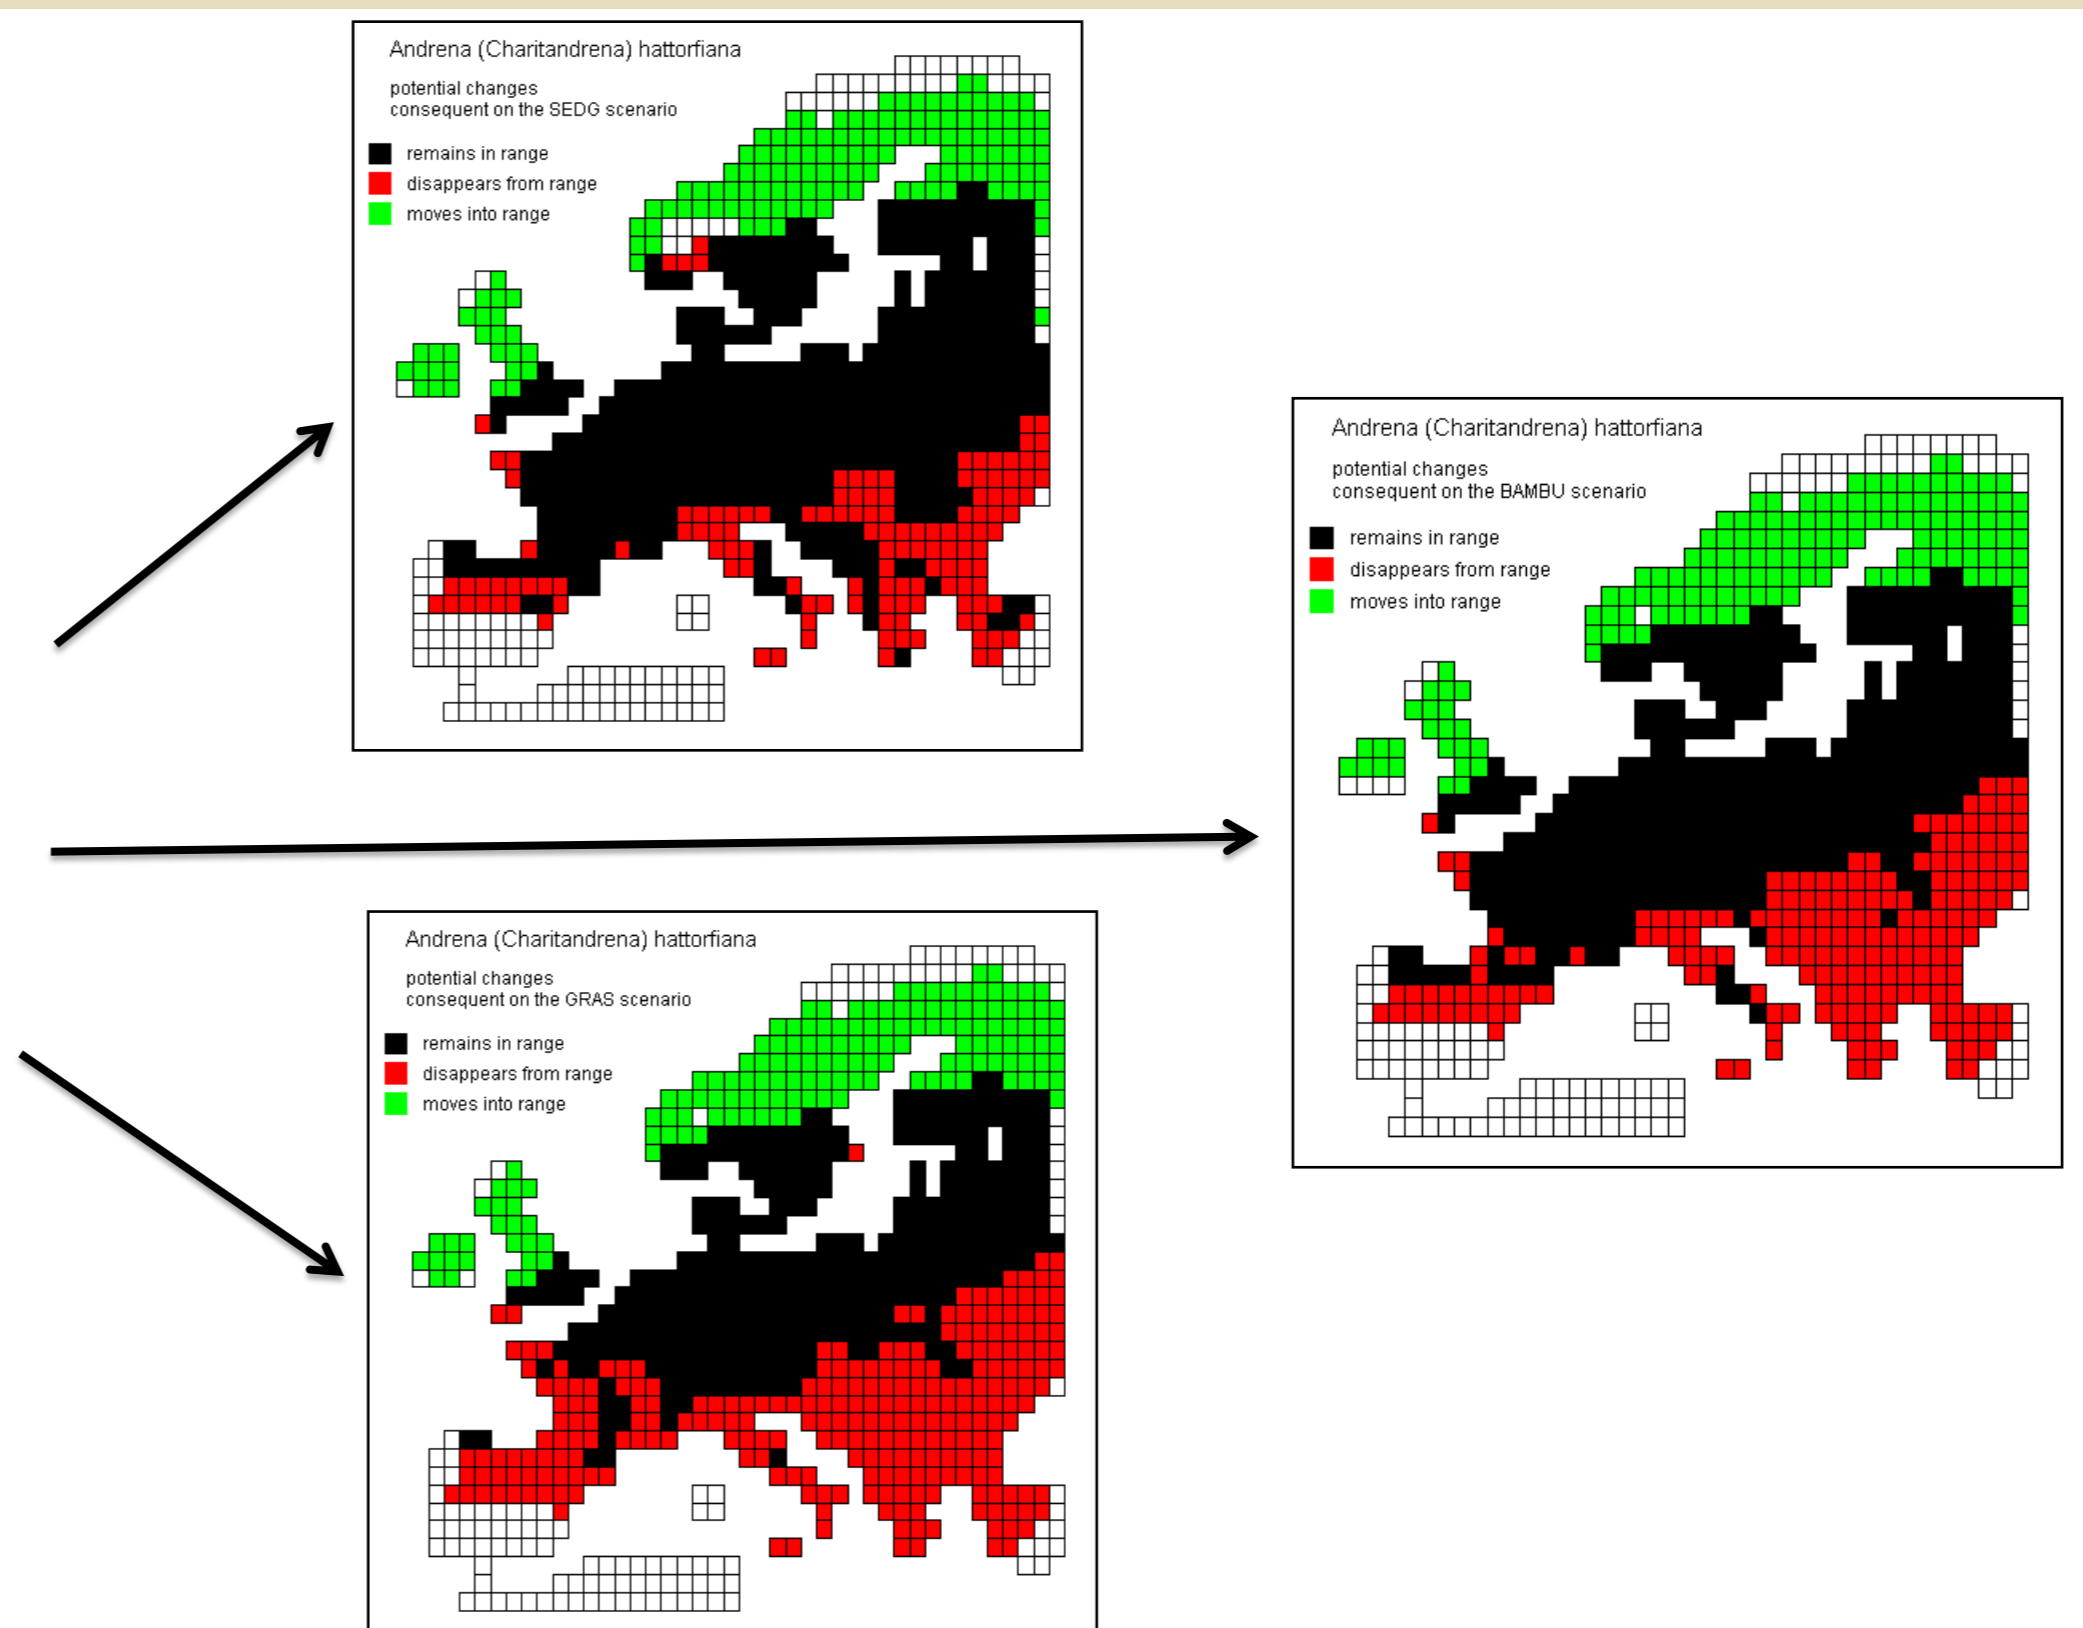 Andrena (Charitandrena) hattorfiana
potential changes
consequent on the SEDG scenario
remains in range
disappears from range
moves into range
Andrena (Charitandrena) hattorfiana
potential changes
consequent on the BAMBU scenario
remains in range
disappears from range
moves into range
Andrena (Charitandrena) hattorfiana
potential changes
consequent on the GRAS scenario
remains in range
disappears from range
moves into range